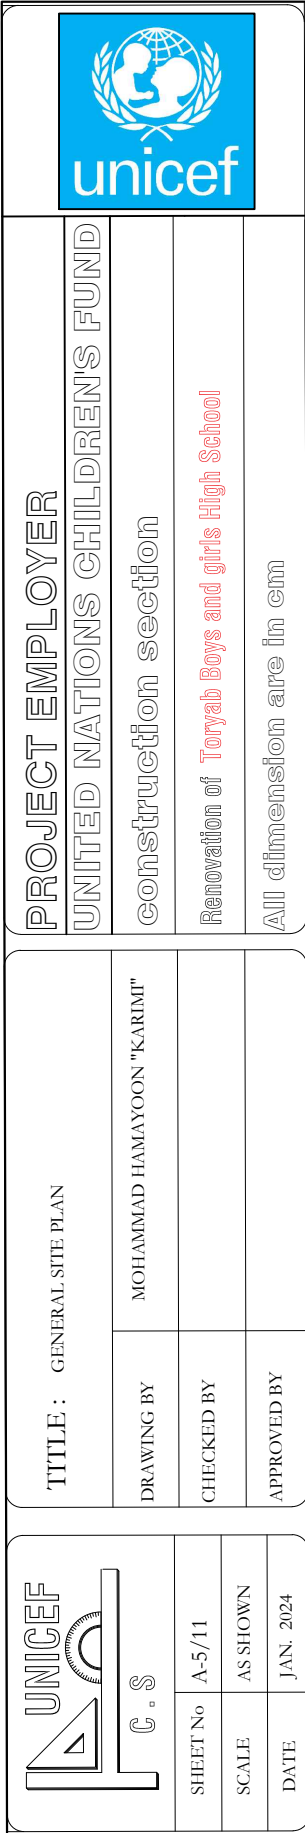 unicef
PROJECT EMPLOYER
UNITED NATIONS CHILDREN'S FUND
construction section
Renovation of Toryab Boys and girls High School
All dimension are in cm
TITLE : GENERAL SITE PLAN
DRAWING BY MOHAMMAD HAMAYOON "KARIMI"
CHECKED BY
APPROVED BY
UNICEF
C . S
SHEET No A-5/11
SCALE AS SHOWN
DATE JAN. 2024